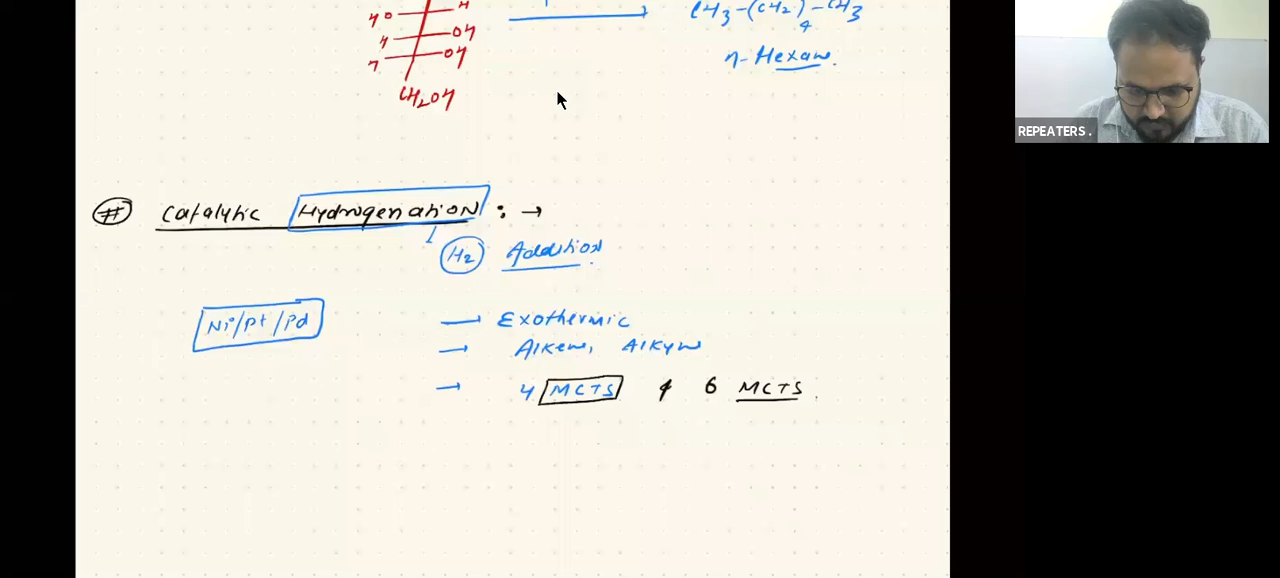 HO H
CH3-(CH2)-CH3
4
H OH
n-Hexane.
H OH
CH2OH
REPEATERS .
# Catalytic Hydrogenation : →
H2 Addition
Ni/Pt/Pd → Exothermic
→ Alkene, Alkyne
→ 4 MCTS & 6 MCTS.